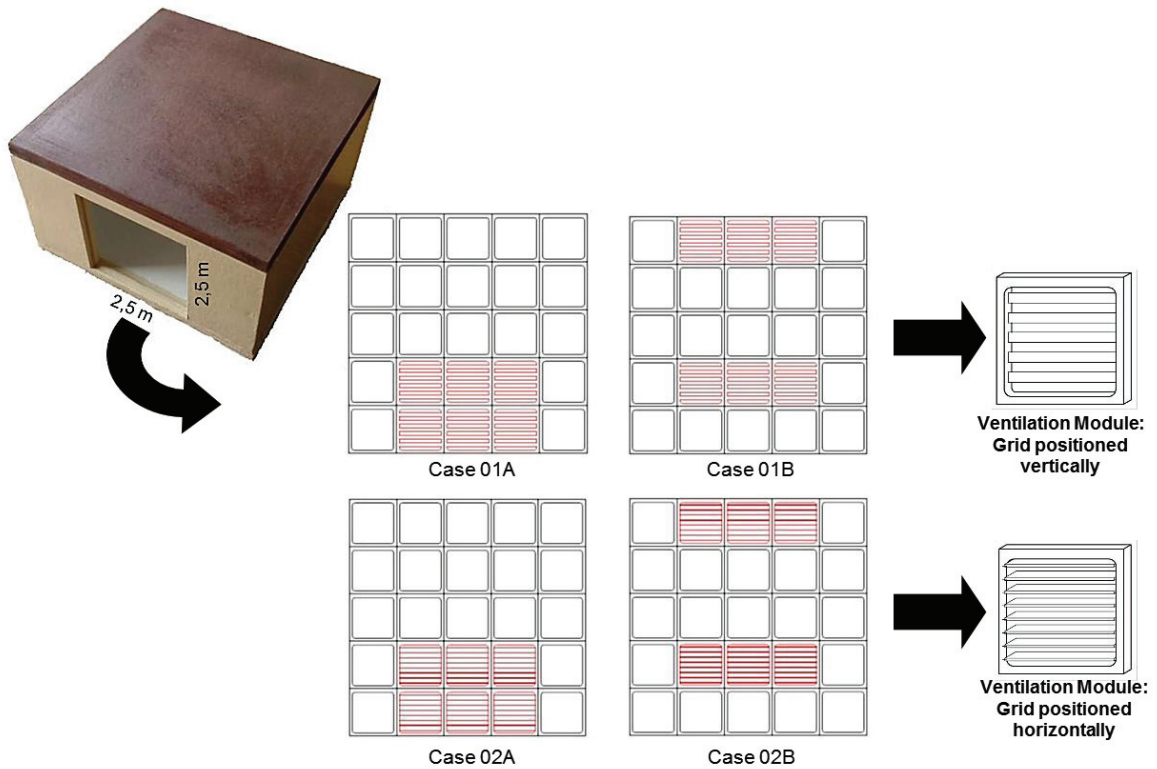 2,5 m
2,5 m
Case 01A
Case 01B
Ventilation Module:
Grid positioned
vertically
Case 02A
Case 02B
Ventilation Module:
Grid positioned
horizontally